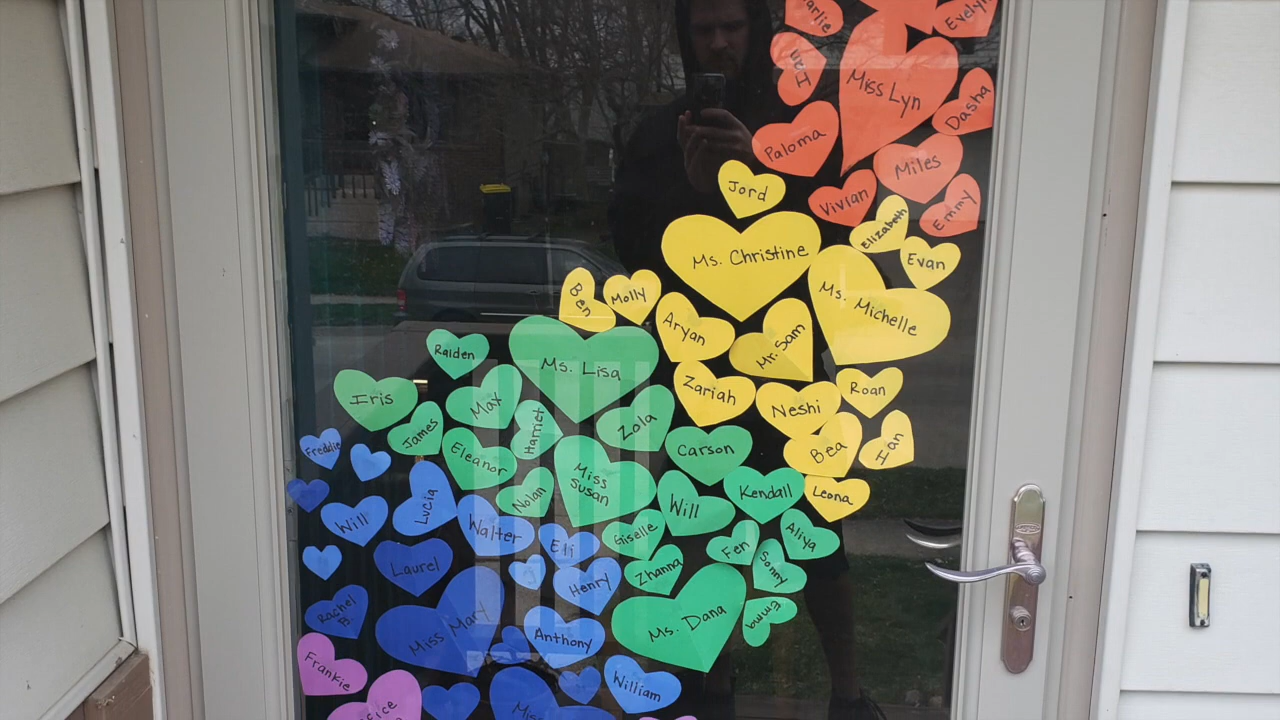 Evelyn
Ian
Miss Lyn
Dasha
Paloma
Miles
Vivian
Emmy
Jord
Elizabeth
Ms. Christine
Evan
Ben
Molly
Ms. Michelle
Aryan
Mr. Sam
Raiden
Ms. Lisa
Zariah
Roan
Neshi
Iris
Max
James
Harriet
Zola
Carson
Bea
Han
Freddie
Eleanor
Miss
Susan
Kendall
Leona
Nolan
Will
Lucia
Will
Walter
Eli
Giselle
Fen
Aliya
Sonny
Laurel
Henry
Zhanna
Rachel
B
Miss Mary
Anthony
Ms. Dana
Emma
Frankie
William